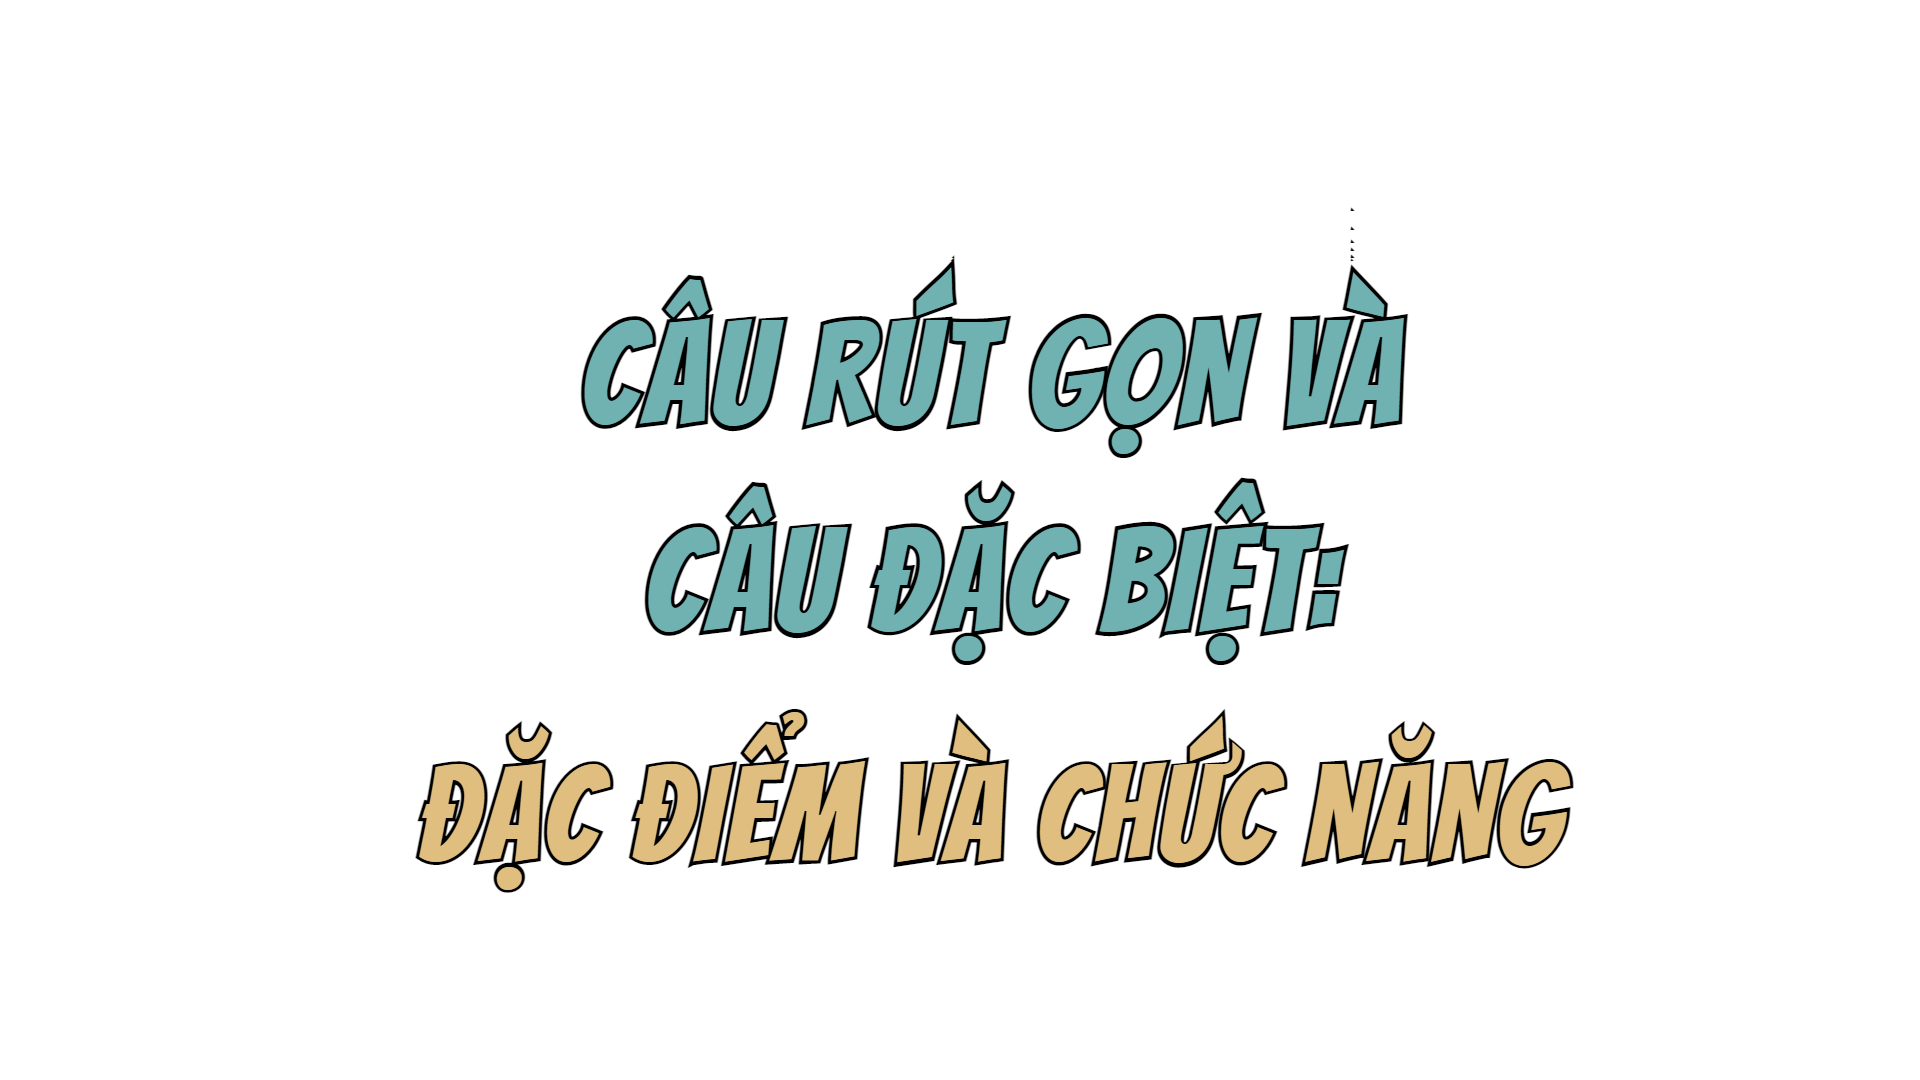 CÂU RÚT GỌN VÀ
CÂU ĐẶC BIỆT:
ĐẶC ĐIỂM VÀ CHỨC NĂNG